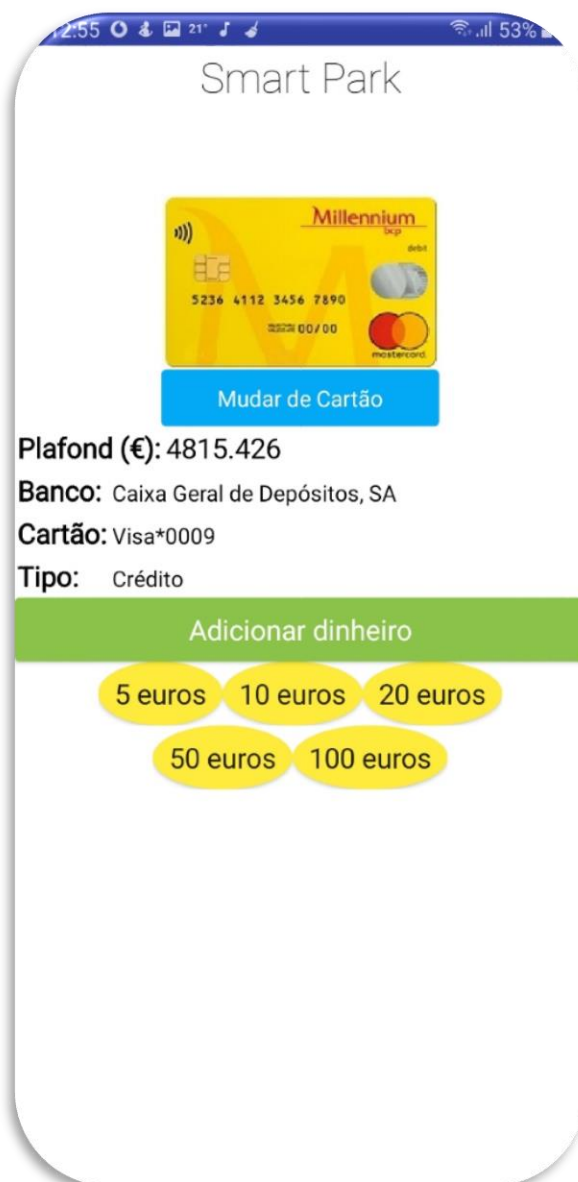 12:55 21° 53%
Smart Park
Millennium
bcp
debit
5236 4112 3456 7890
00/00
mastercard.
Mudar de Cartão
Plafond (€): 4815.426
Banco: Caixa Geral de Depósitos, SA
Cartão: Visa*0009
Tipo: Crédito
Adicionar dinheiro
5 euros 10 euros 20 euros
50 euros 100 euros